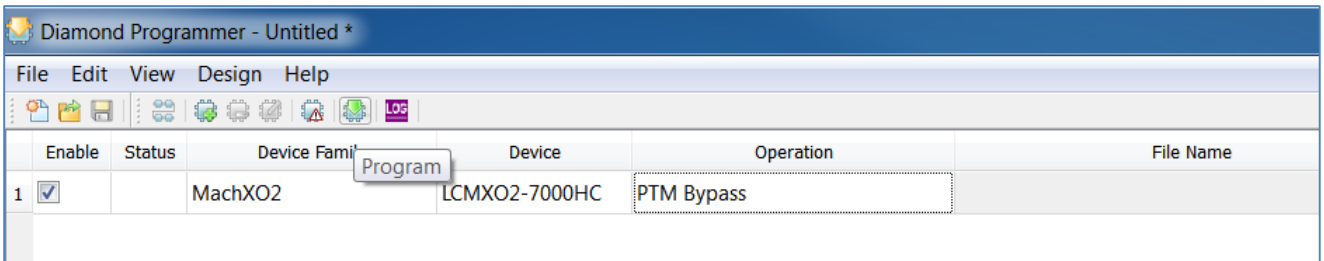 Diamond Programmer - Untitled *
File Edit View Design Help
LOG
Enable Status Device Famil Device Operation File Name
Program
1 MachXO2 LCMXO2-7000HC PTM Bypass